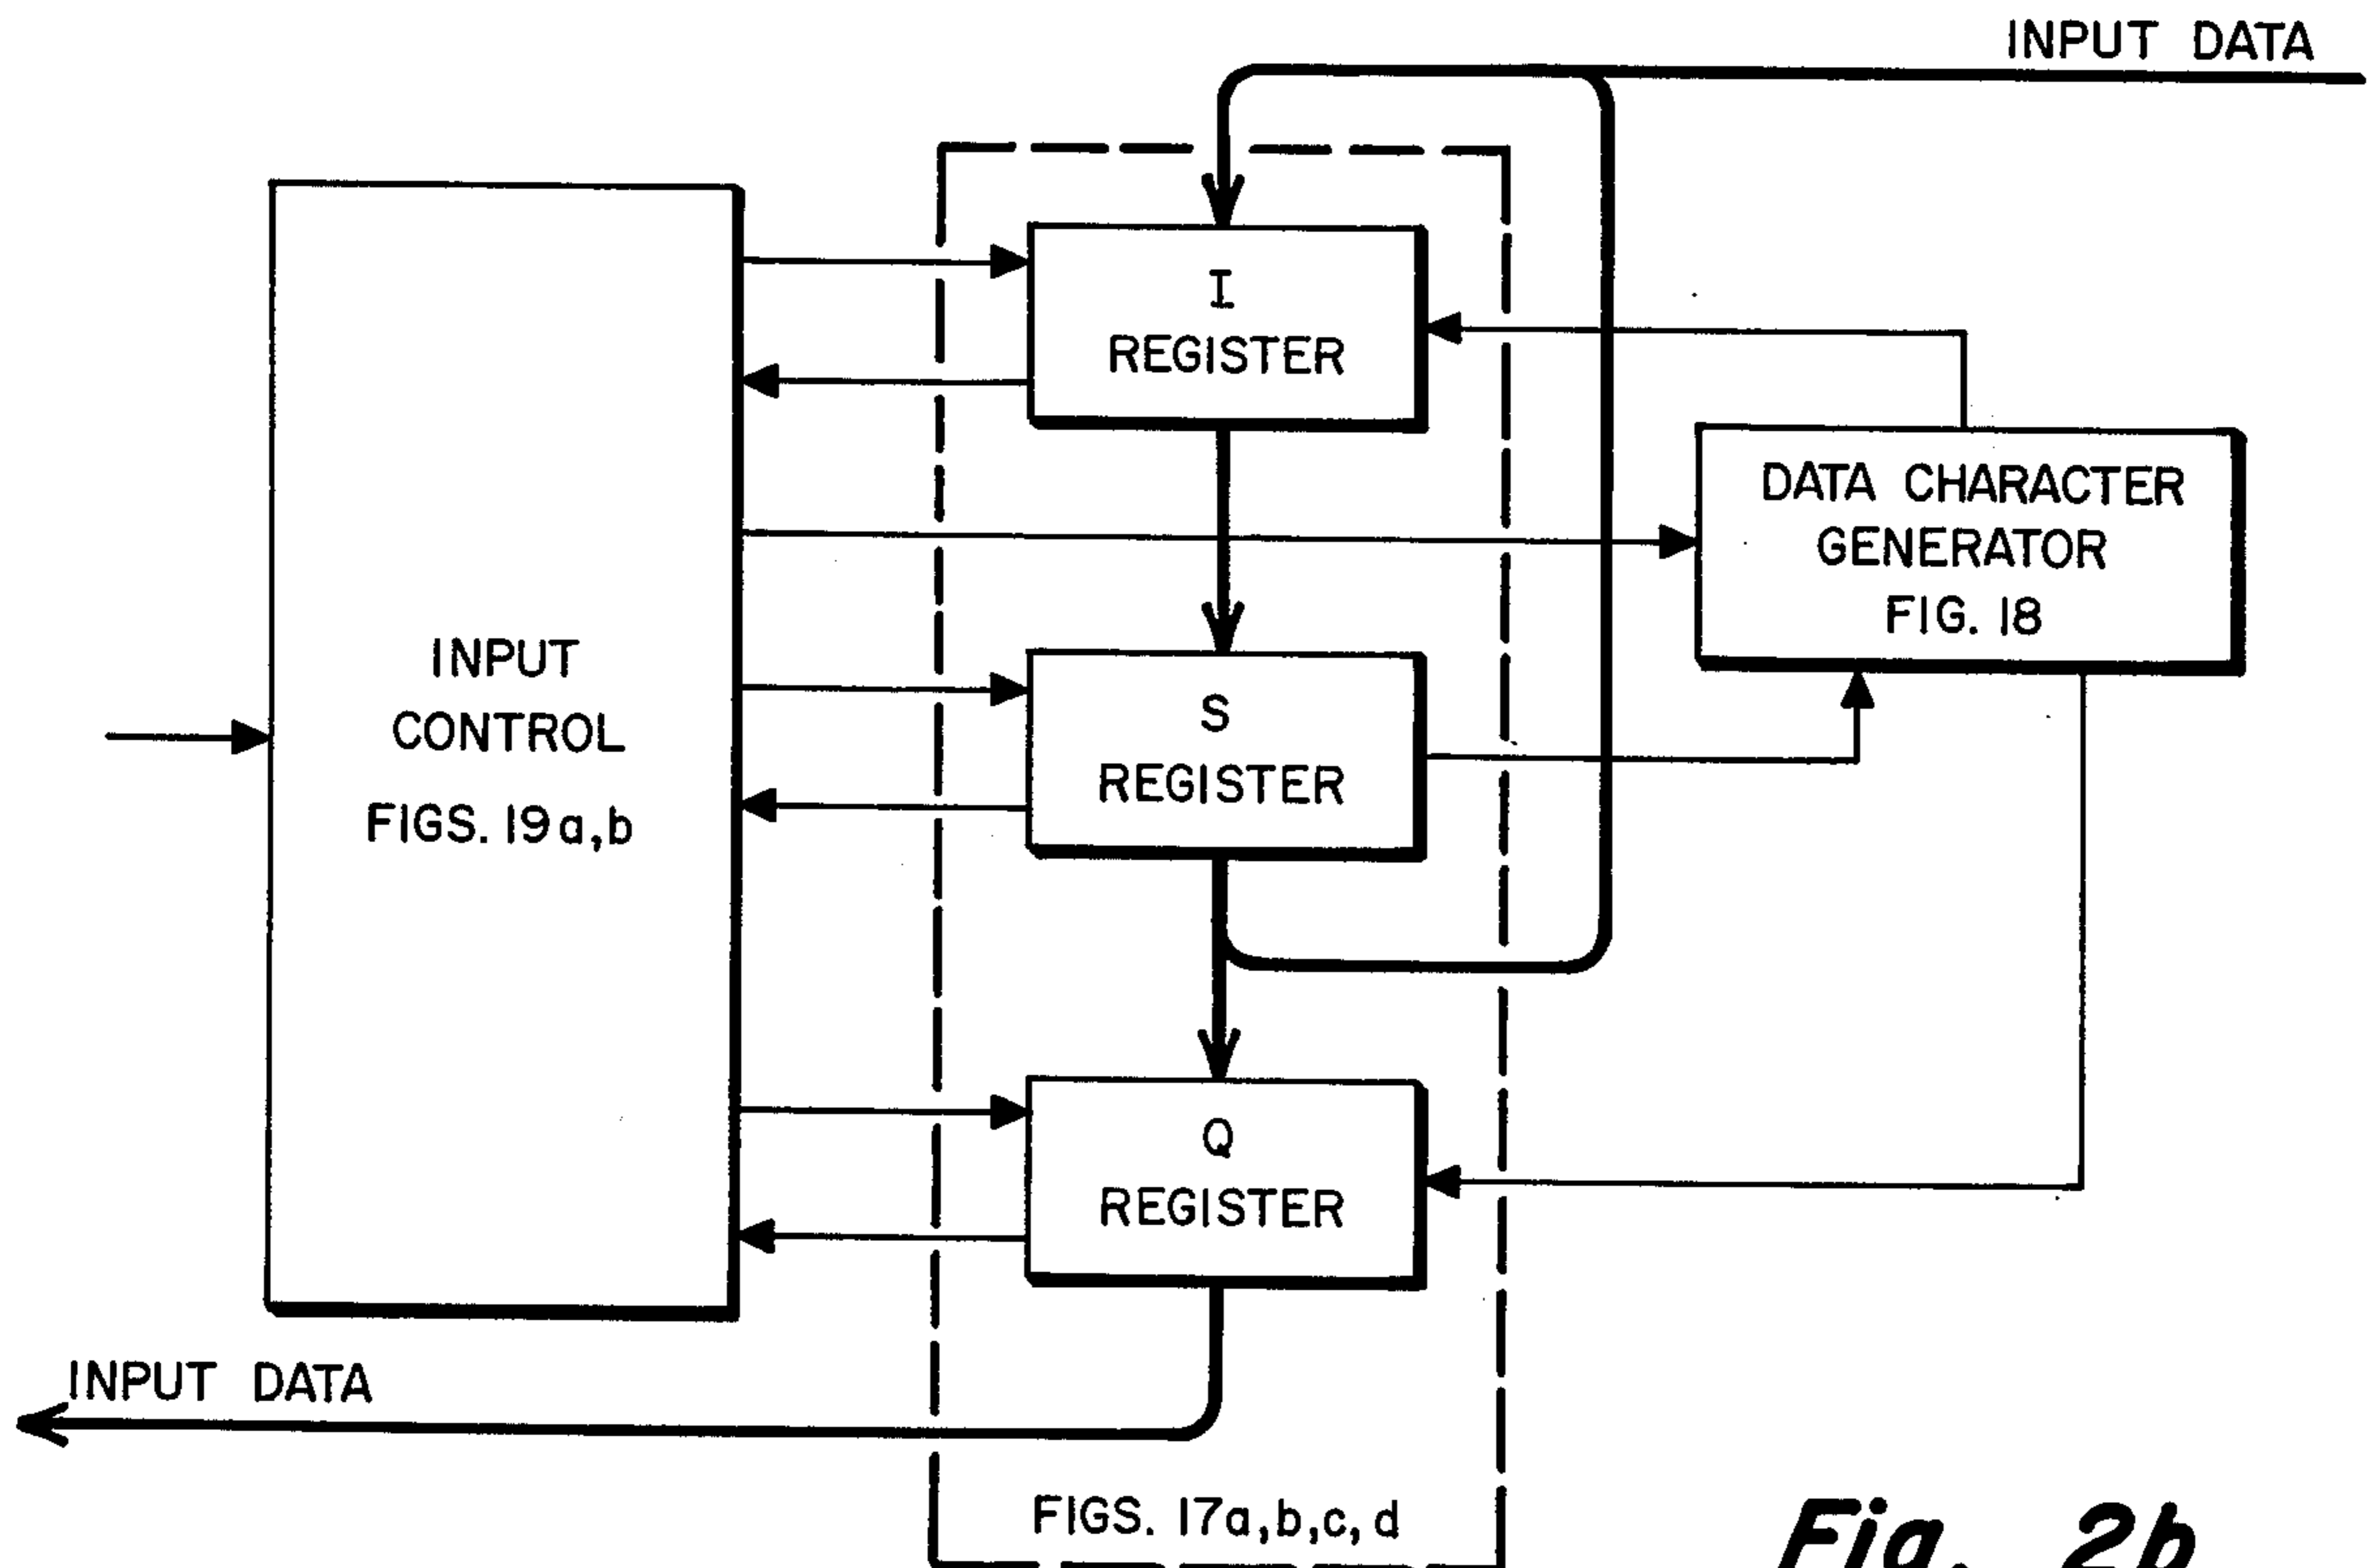 INPUT DATA
I
REGISTER
DATA CHARACTER
GENERATOR
FIG. 18
INPUT
CONTROL
FIGS. 19a,b
S
REGISTER
Q
REGISTER
INPUT DATA
FIGS. 17a,b,c,d
Fig. 2b